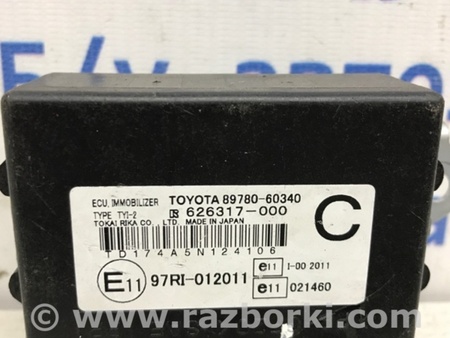 Б/у авто
ECU, IMMOBILIZER TOYOTA 89780-60340
TYPE TYI-2 626317-000
TOKAI RIKA CO., LTD. MADE IN JAPAN
C
TD174A5N124106
E11 97RI-012011
e11 I-00 2011
e11 021460
www.razborki.com